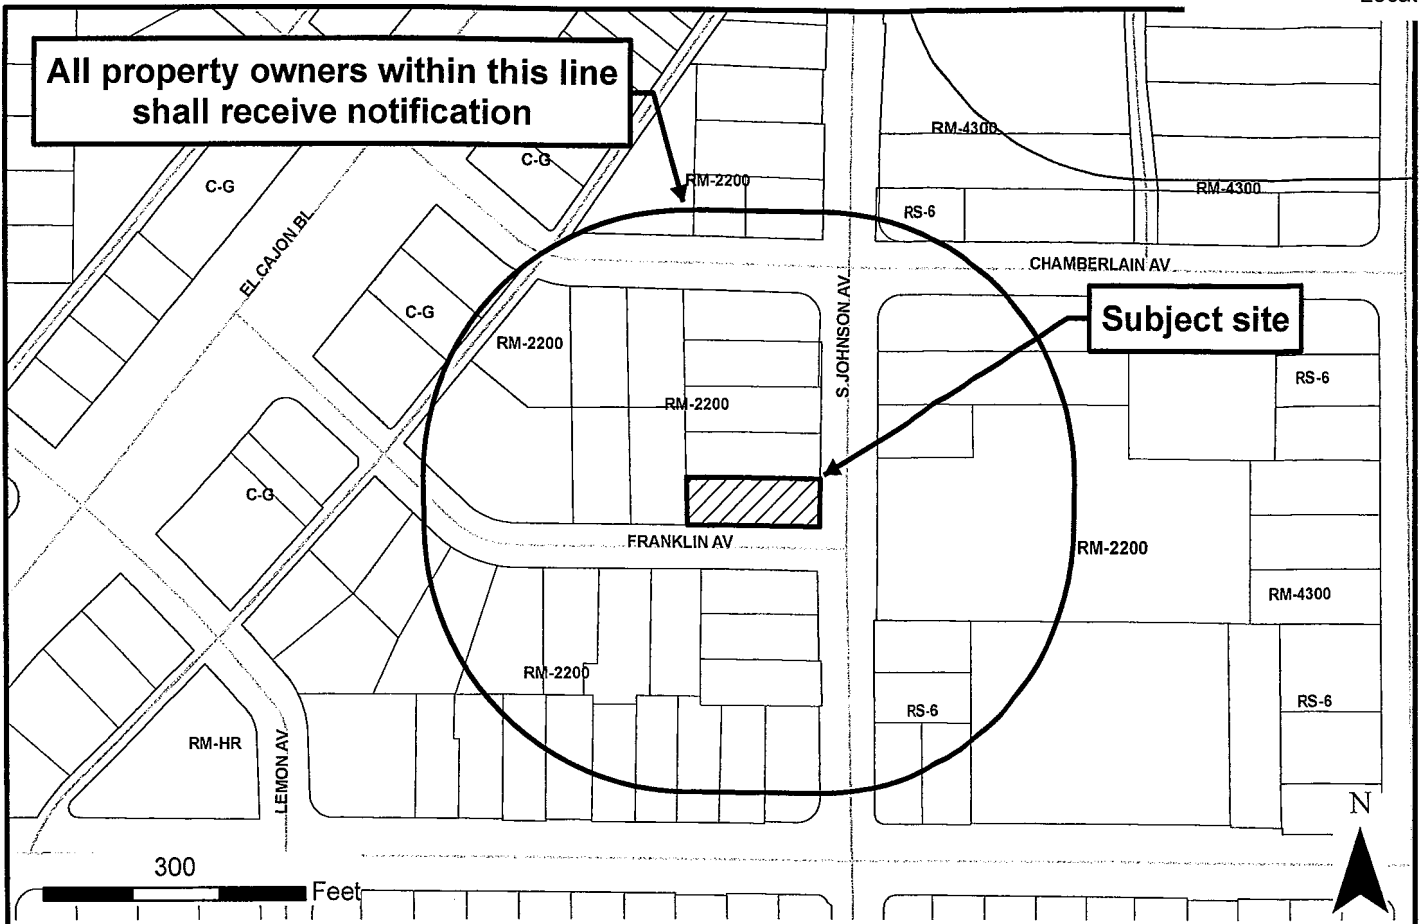 All property owners within this line
shall receive notification
C-G
C-G
RM-2200
RM-4300
RM-4300
RS-6
EL CAJON BL
CHAMBERLAIN AV
S JOHNSON AV
Subject site
C-G
RM-2200
RM-2200
RS-6
C-G
FRANKLIN AV
RM-2200
RM-4300
RM-2200
RS-6
RS-6
RM-HR
LEMON AV
N
300
Feet